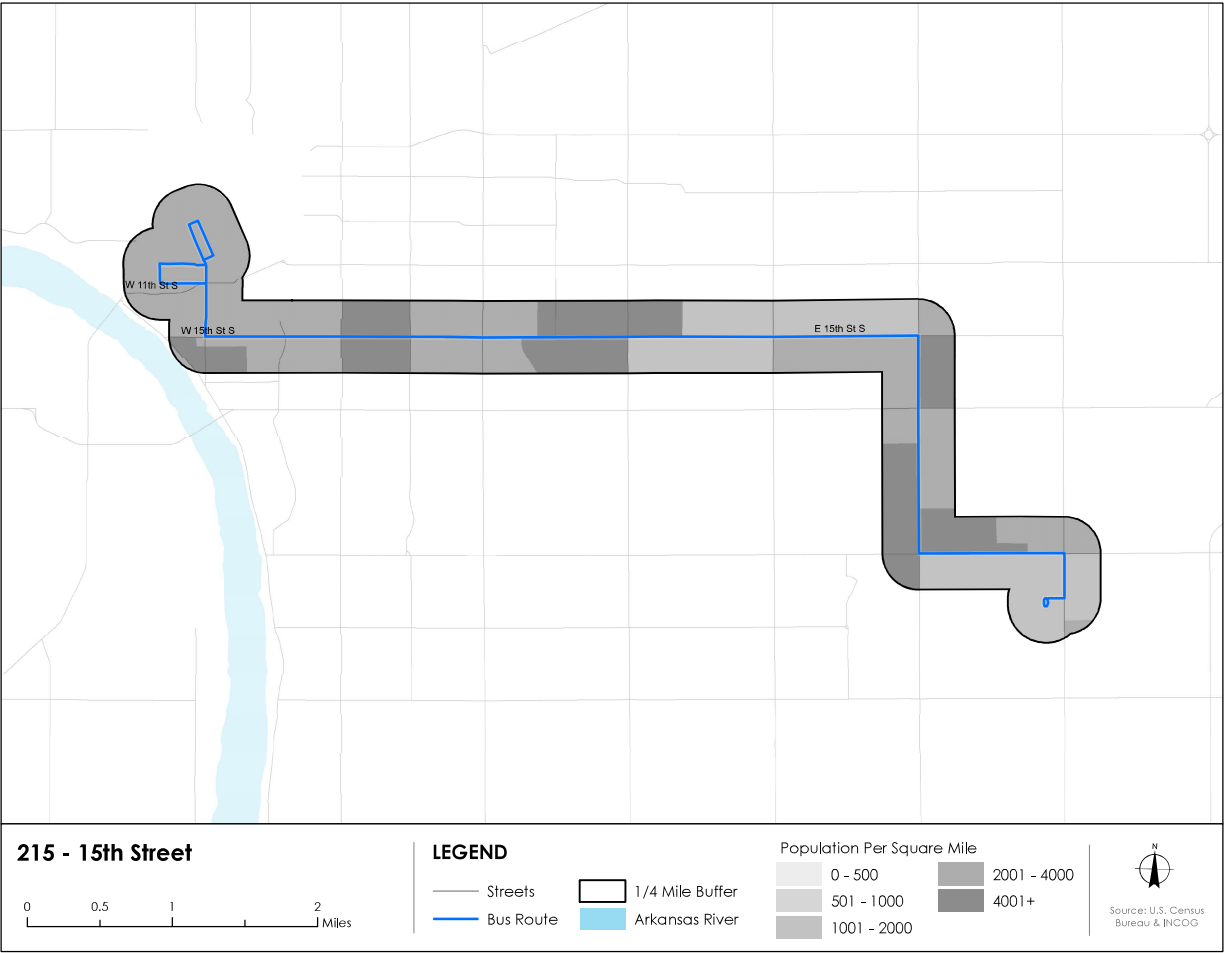 W 11th St S
W 15th St S
E 15th St S
215 - 15th Street
0 0.5 1 2
Miles
LEGEND
Streets
Bus Route
1/4 Mile Buffer
Arkansas River
Population Per Square Mile
0 - 500
501 - 1000
1001 - 2000
2001 - 4000
4001+
N
Source: U.S. Census
Bureau & INCOG